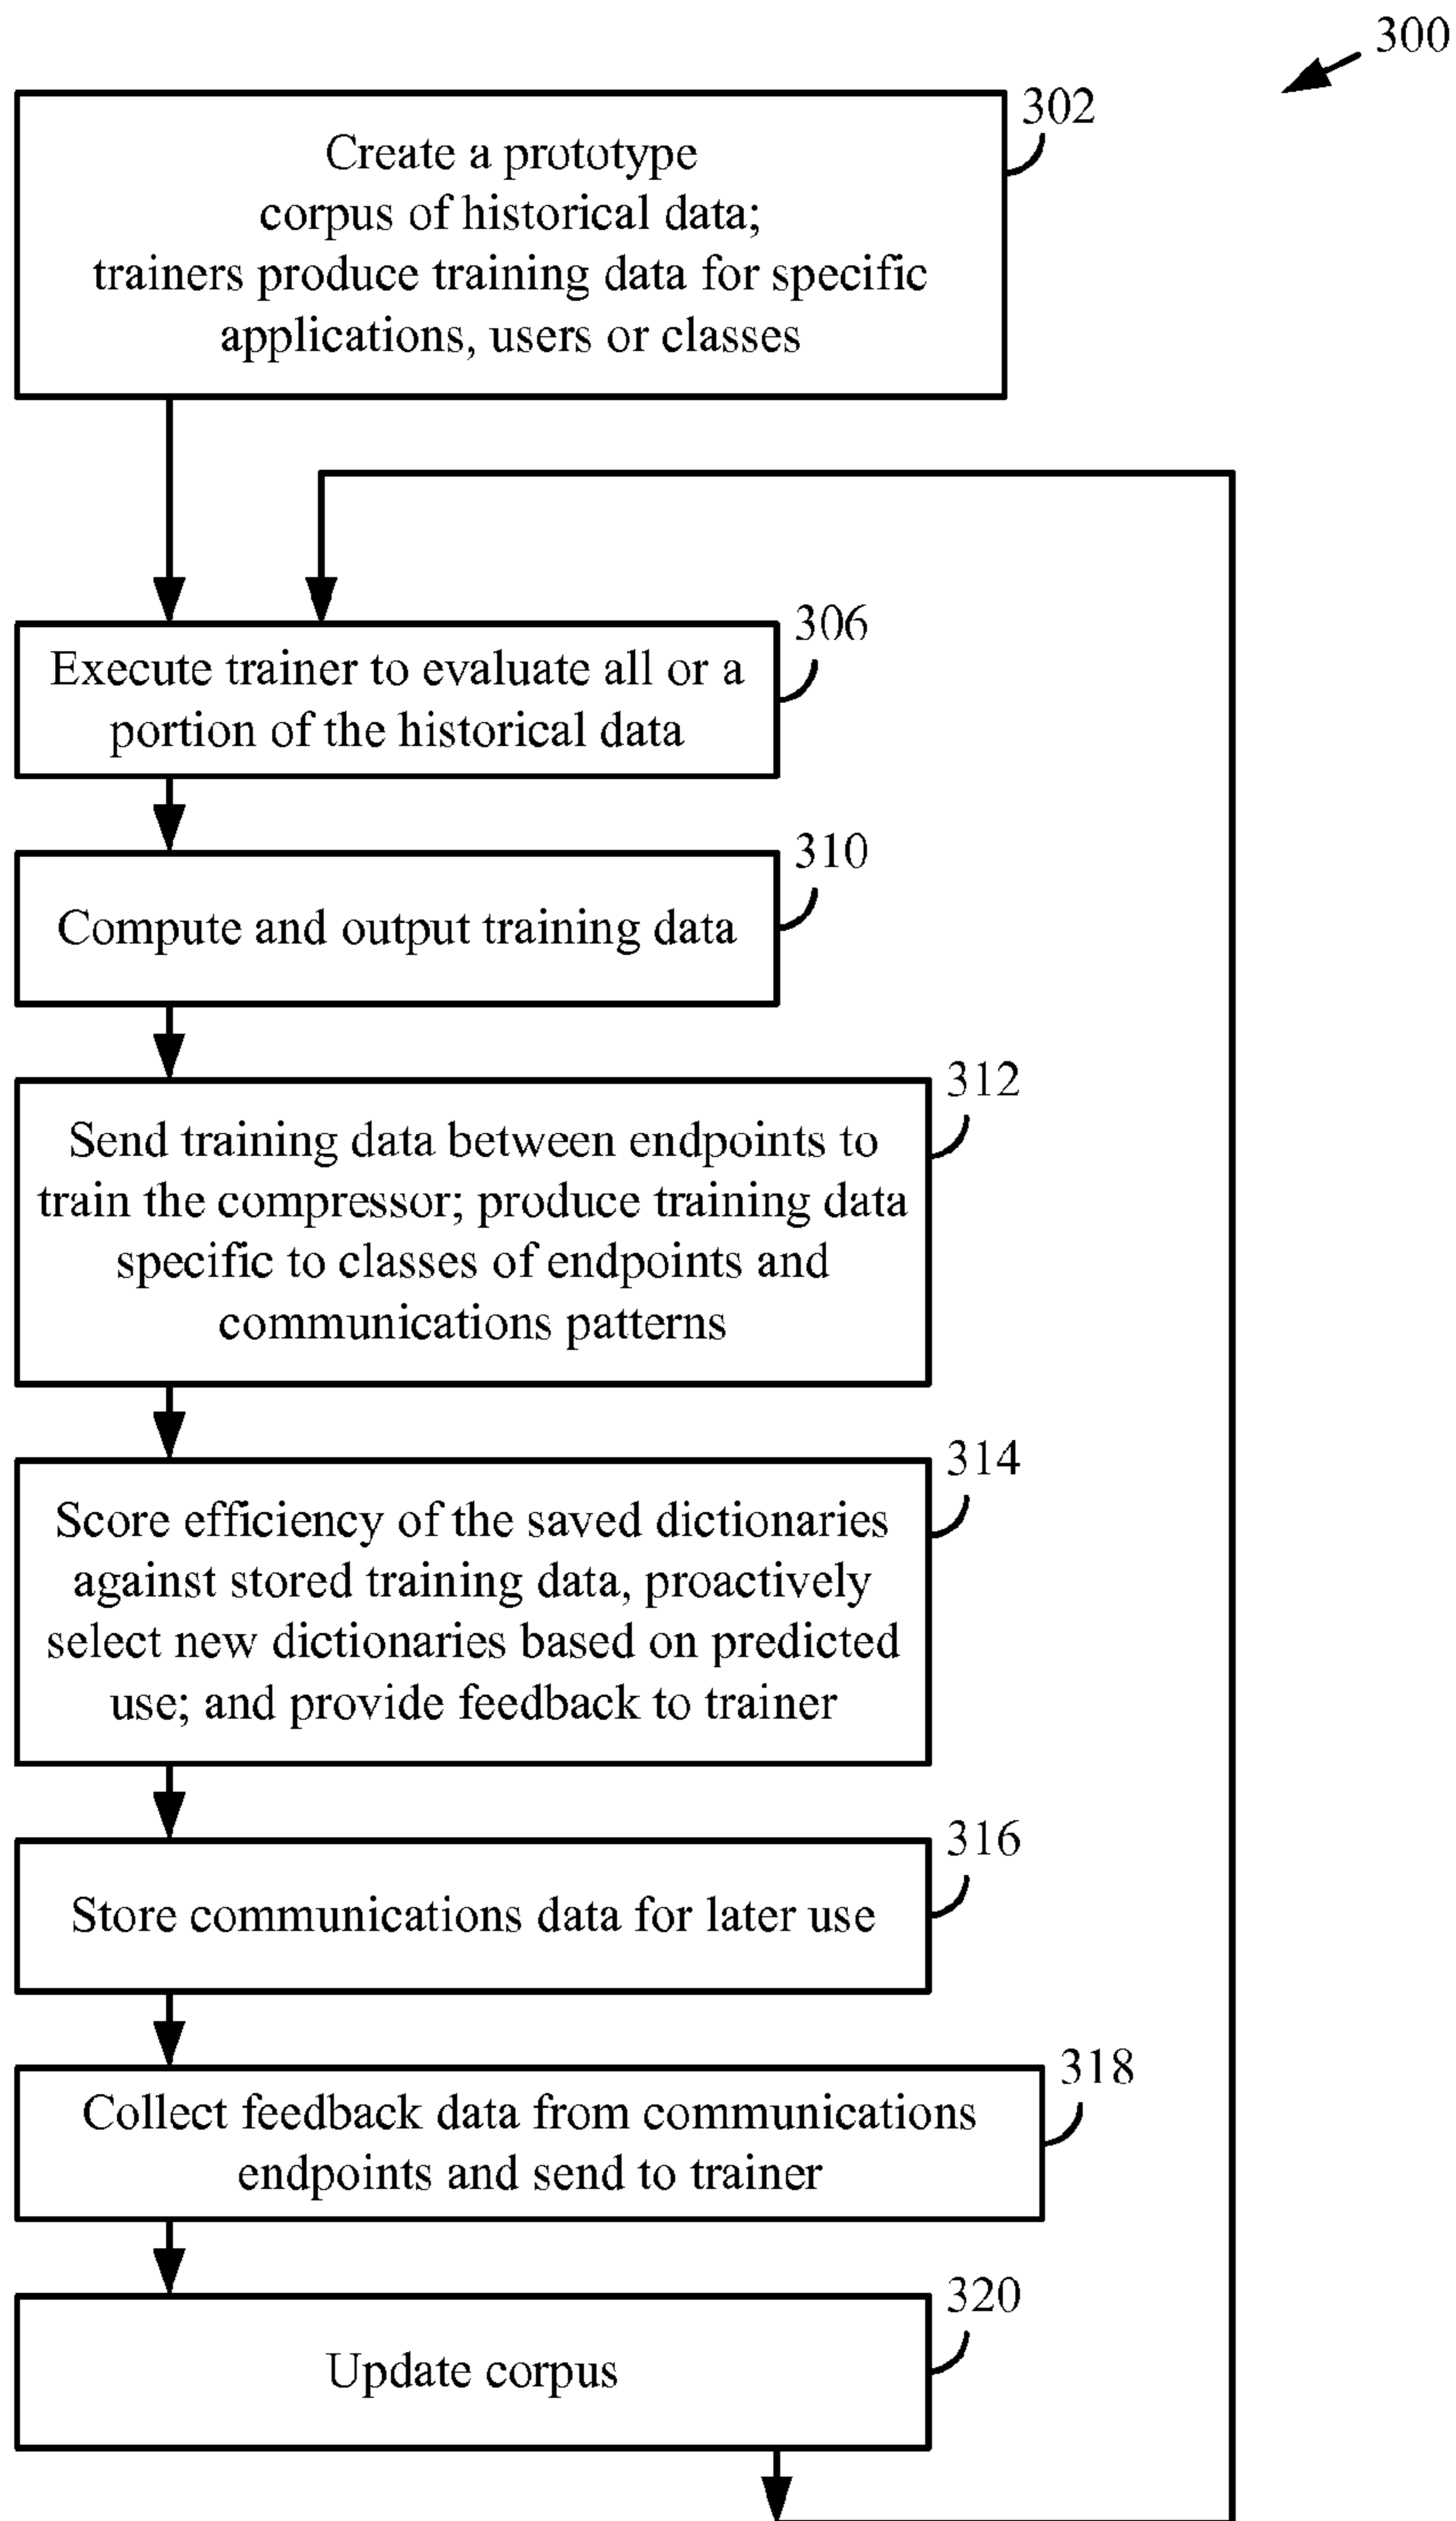 300
302
Create a prototype
corpus of historical data;
trainers produce training data for specific
applications, users or classes
306
Execute trainer to evaluate all or a
portion of the historical data
310
Compute and output training data
312
Send training data between endpoints to
train the compressor; produce training data
specific to classes of endpoints and
communications patterns
314
Score efficiency of the saved dictionaries
against stored training data, proactively
select new dictionaries based on predicted
use; and provide feedback to trainer
316
Store communications data for later use
318
Collect feedback data from communications
endpoints and send to trainer
320
Update corpus